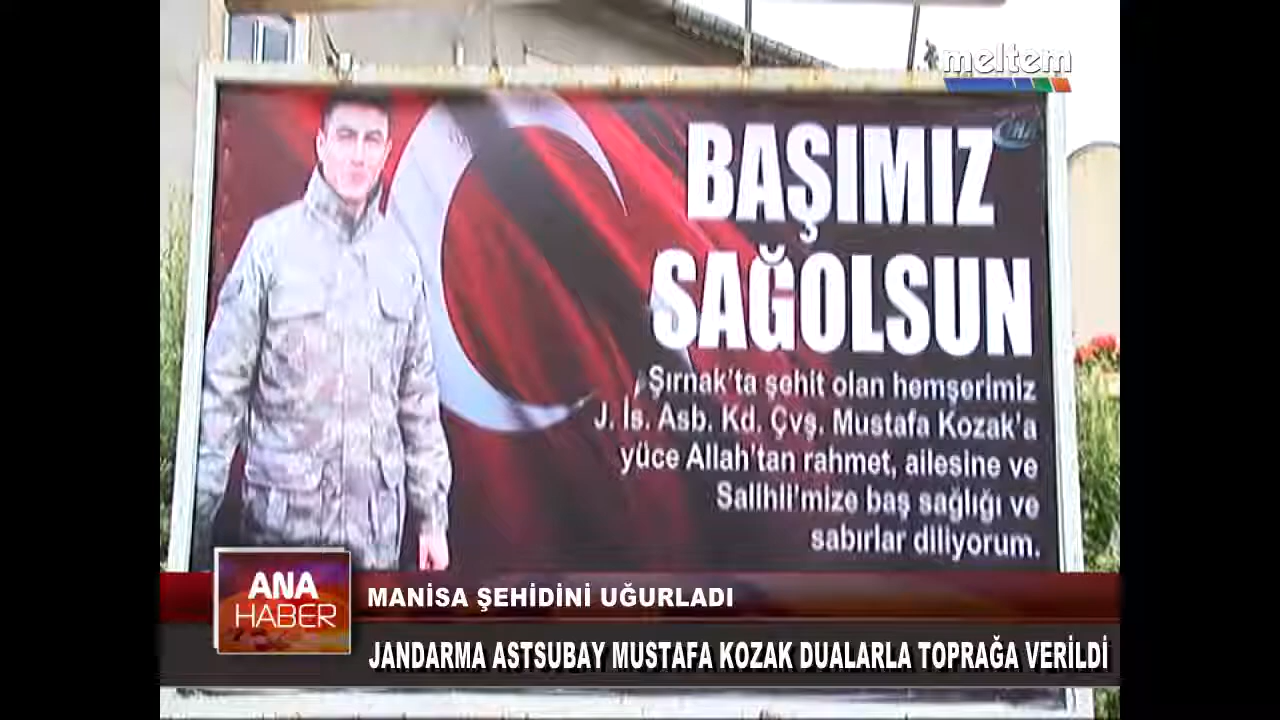 meltem
BAŞIMIZ
SAĞOLSUN
Şırnak'ta şehit olan hemşerimiz
J. İs. Asb. Kd. Çvş. Mustafa Kozak'a
yüce Allah'tan rahmet, ailesine ve
Salihli'mize baş sağlığı ve
sabırlar diliyorum.
ANA
HABER
MANİSA ŞEHİDİNİ UĞURLADI
JANDARMA ASTSUBAY MUSTAFA KOZAK DUALARLA TOPRAĞA VERİLDİ